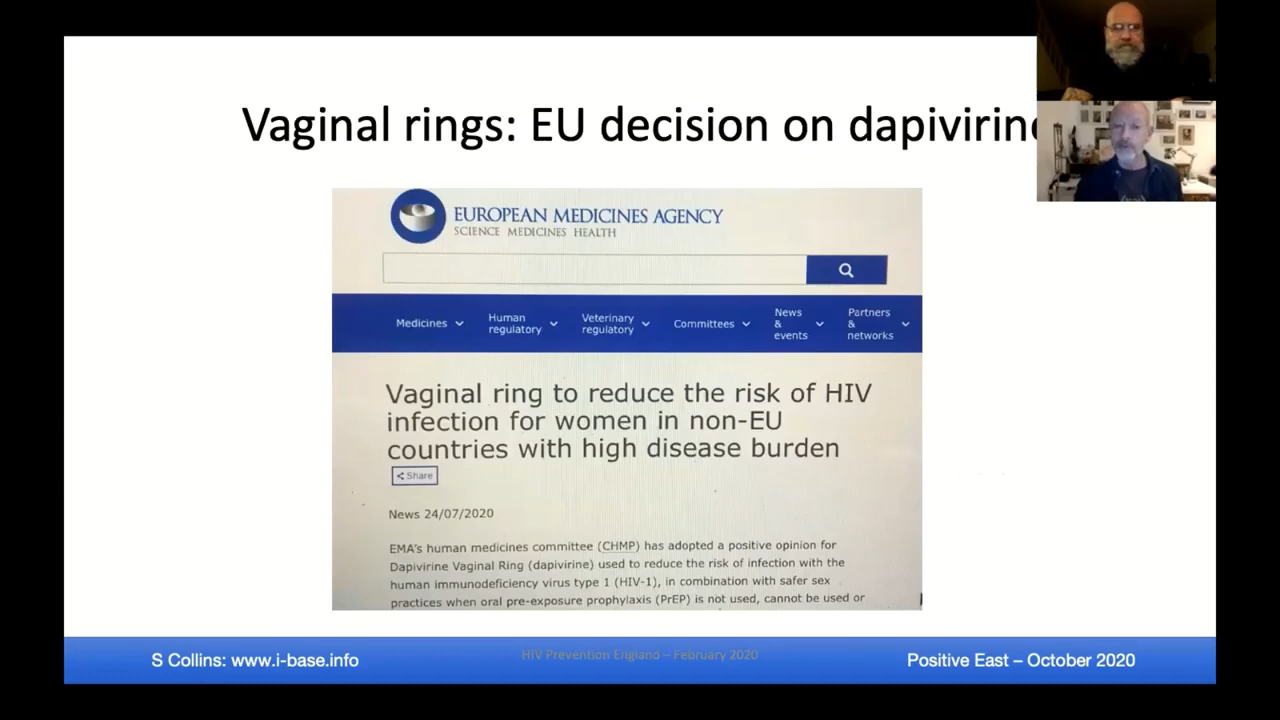 Vaginal rings: EU decision on dapivirine
EUROPEAN MEDICINES AGENCY
SCIENCE MEDICINES HEALTH
Medicines
Human
regulatory
Veterinary
regulatory
Committees
News
&
events
Partners
&
networks
Vaginal ring to reduce the risk of HIV
infection for women in non-EU
countries with high disease burden
Share
News 24/07/2020
EMA's human medicines committee (CHMP) has adopted a positive opinion for
Dapivirine Vaginal Ring (dapivirine) used to reduce the risk of infection with the
human immunodeficiency virus type 1 (HIV-1), in combination with safer sex
practices when oral pre-exposure prophylaxis (PrEP) is not used, cannot be used or
S Collins: www.i-base.info
HIV Prevention England – February 2020
Positive East – October 2020